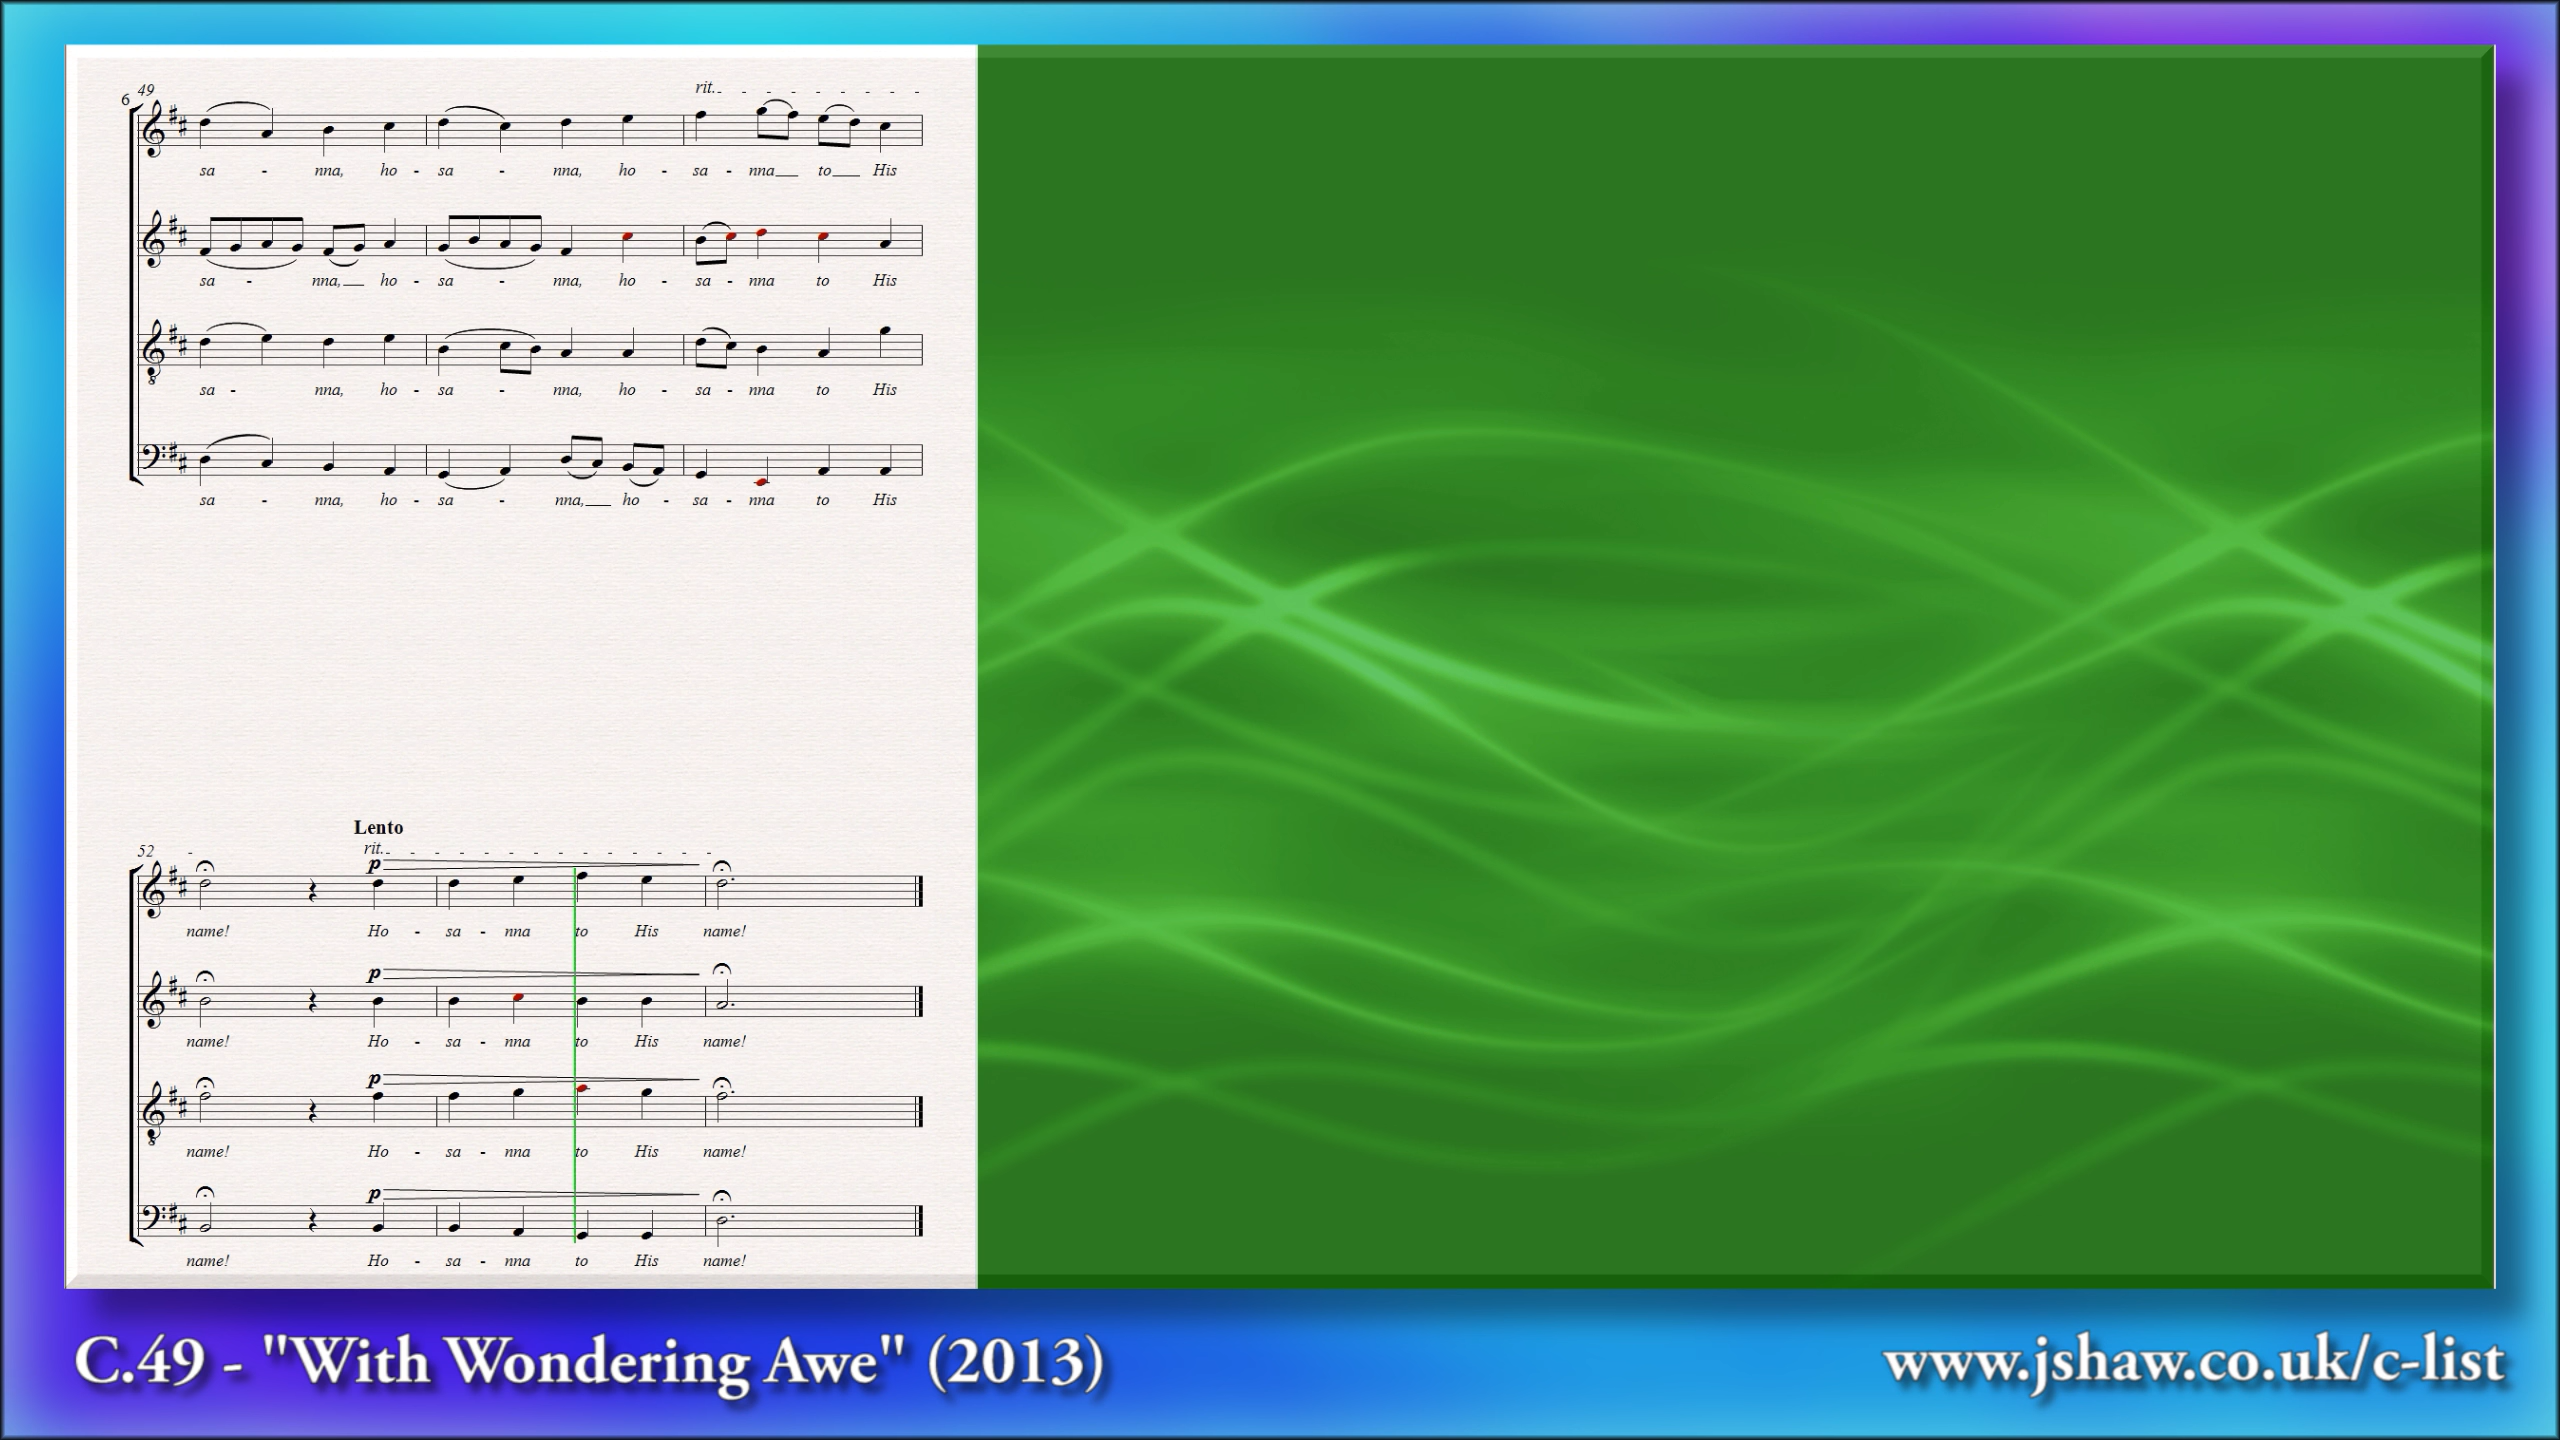 6 49
rit.
sa - nna, ho - sa - nna, ho - sa - nna to His
sa - nna, ho - sa - nna, ho - sa - nna to His
sa - nna, ho - sa - nna, ho - sa - nna to His
sa - nna, ho - sa - nna, ho - sa - nna to His
Lento
52 rit.
p
name! Ho - sa - nna to His name!
p
name! Ho - sa - nna to His name!
p
name! Ho - sa - nna to His name!
p
name! Ho - sa - nna to His name!
C.49 - "With Wondering Awe" (2013)
www.jshaw.co.uk/c-list